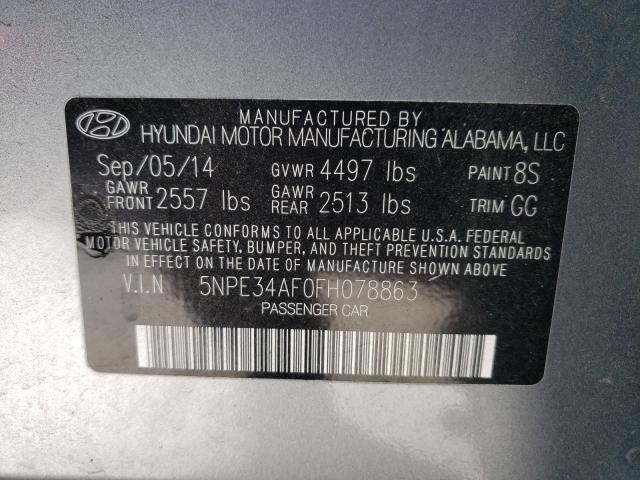 MANUFACTURED BY
HYUNDAI MOTOR MANUFACTURING ALABAMA, LLC
Sep/05/14 GVWR 4497 lbs PAINT 8S
GAWR FRONT 2557 lbs GAWR REAR 2513 lbs TRIM GG
THIS VEHICLE CONFORMS TO ALL APPLICABLE U.S.A. FEDERAL
MOTOR VEHICLE SAFETY, BUMPER, AND THEFT PREVENTION STANDARDS
IN EFFECT ON THE DATE OF MANUFACTURE SHOWN ABOVE
V.I.N 5NPE34AF0FH078863
PASSENGER CAR